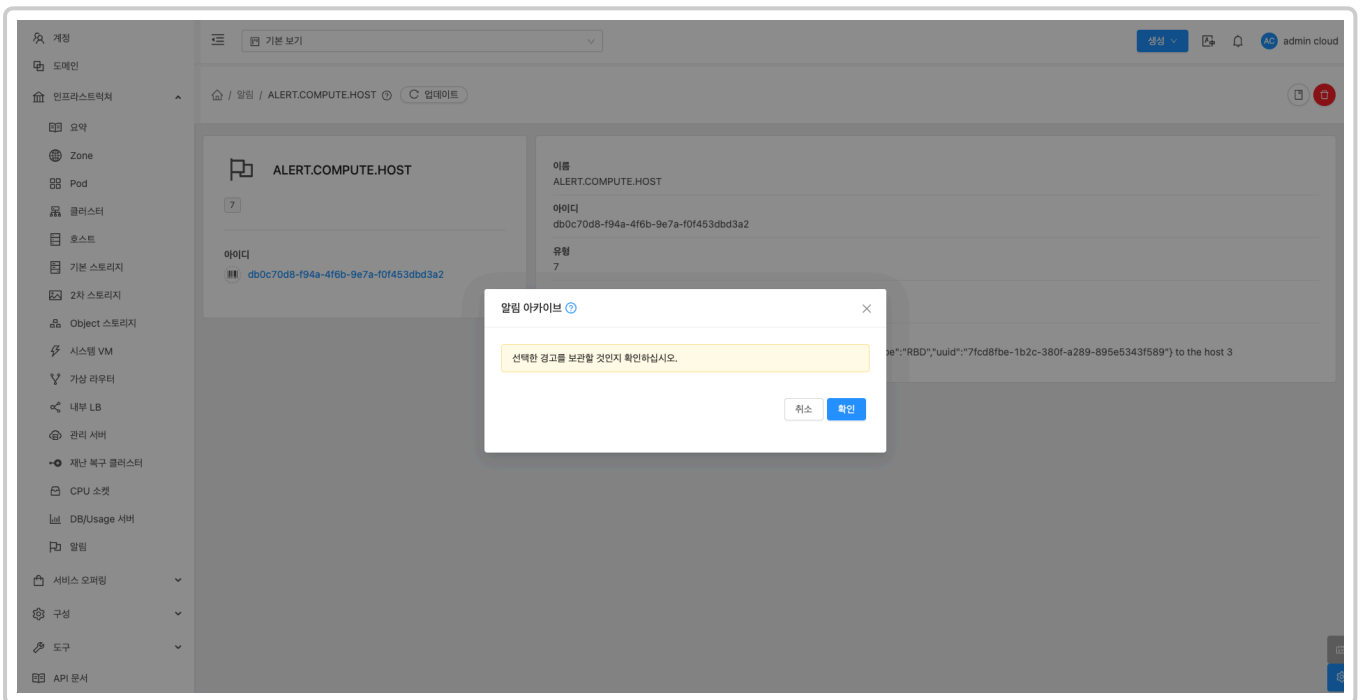 계정
기본 보기
생성
AC
admin cloud
도메인
인프라스트럭쳐
/ 알림 / ALERT.COMPUTE.HOST
업데이트
요약
Zone
Pod
클러스터
호스트
기본 스토리지
2차 스토리지
Object 스토리지
시스템 VM
가상 라우터
내부 LB
관리 서버
재난 복구 클러스터
CPU 소켓
DB/Usage 서버
알림
서비스 오퍼링
구성
도구
API 문서
ALERT.COMPUTE.HOST
7
아이디
db0c70d8-f94a-4f6b-9e7a-f0f453dbd3a2
이름
ALERT.COMPUTE.HOST
아이디
db0c70d8-f94a-4f6b-9e7a-f0f453dbd3a2
유형
7
":"RBD","uuid":"7fcd8fbe-1b2c-380f-a289-895e5343f589"} to the host 3
알림 아카이브
선택한 경고를 보관할 것인지 확인하십시오.
취소
확인